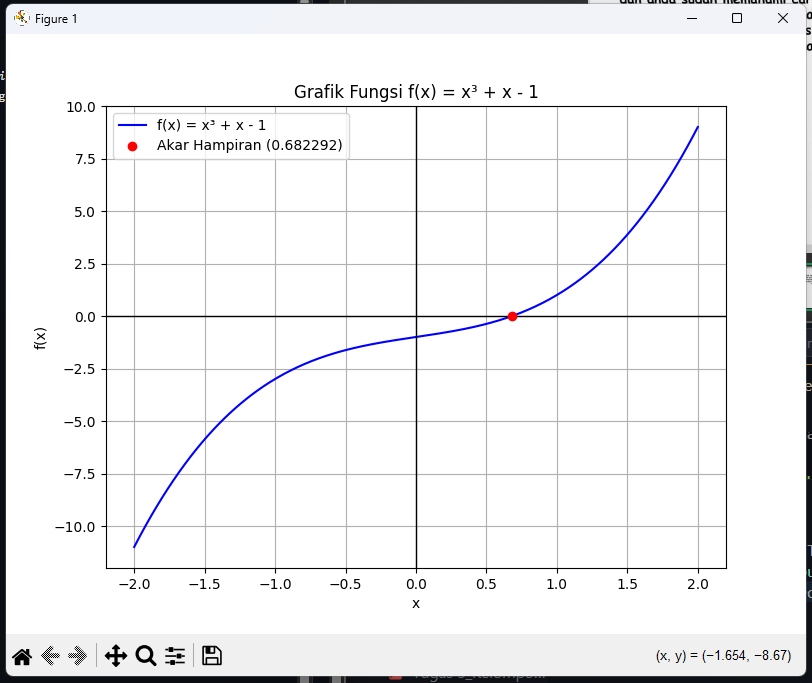 Figure 1
Grafik Fungsi f(x) = x³ + x - 1
f(x) = x³ + x - 1
Akar Hampiran (0.682292)
10.0
7.5
5.0
2.5
0.0
−2.5
−5.0
−7.5
−10.0
f(x)
−2.0 −1.5 −1.0 −0.5 0.0 0.5 1.0 1.5 2.0
x
(x, y) = (−1.654, −8.67)